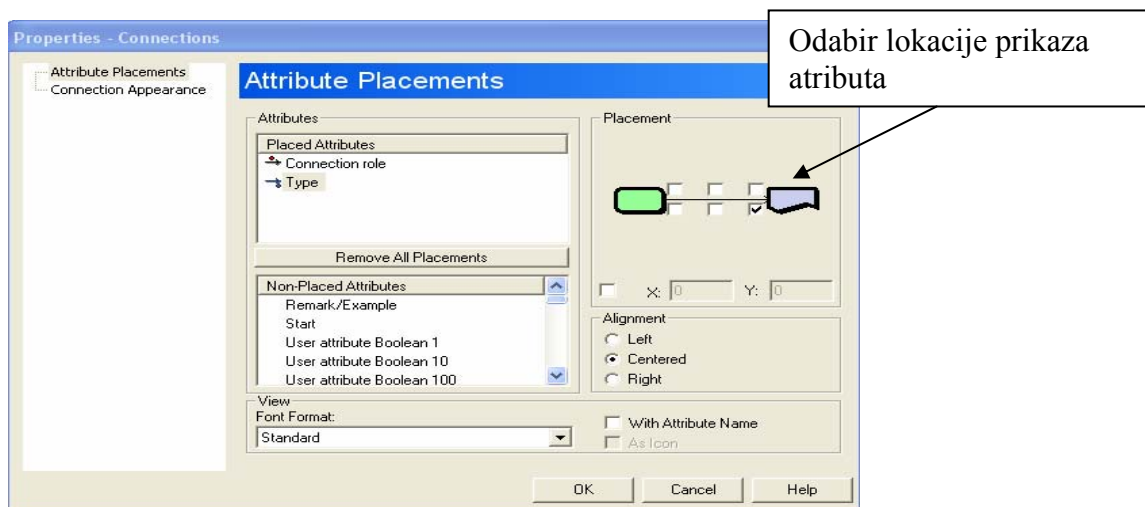 Properties - Connections
Odabir lokacije prikaza
atributa
Attribute Placements
Connection Appearance
Attribute Placements
Attributes
Placed Attributes
Connection role
Type
Remove All Placements
Non-Placed Attributes
Remark/Example
Start
User attribute Boolean 1
User attribute Boolean 10
User attribute Boolean 100
Placement
X: 0 Y: 0
Alignment
Left
Centered
Right
View
Font Format:
Standard
With Attribute Name
As Icon
OK Cancel Help